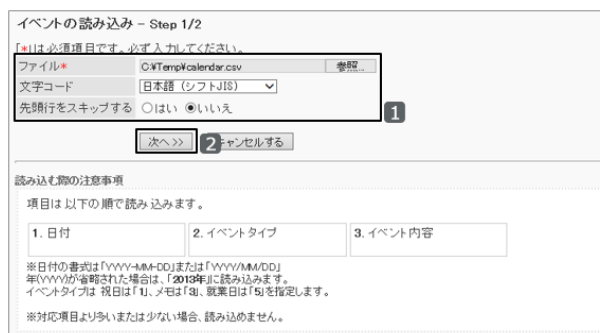 イベントの読み込み - Step 1/2
「*」は必須項目です。必ず入力してください。
ファイル* C:¥Temp¥calendar.csv 参照...
文字コード 日本語（シフトJIS）
先頭行をスキップする はい いいえ
1
次へ >> 2 キャンセルする
読み込む際の注意事項
項目は以下の順で読み込みます。
1. 日付 2. イベントタイプ 3. イベント内容
※日付の書式は「YYYY-MM-DD」または「YYYY/MM/DD」
年(YYYY)が省略された場合は、「2013年」に読み込みます。
イベントタイプは 祝日は「1」、メモは「3」、就業日は「5」を指定します。
※対応項目より多いまたは少ない場合、読み込めません。